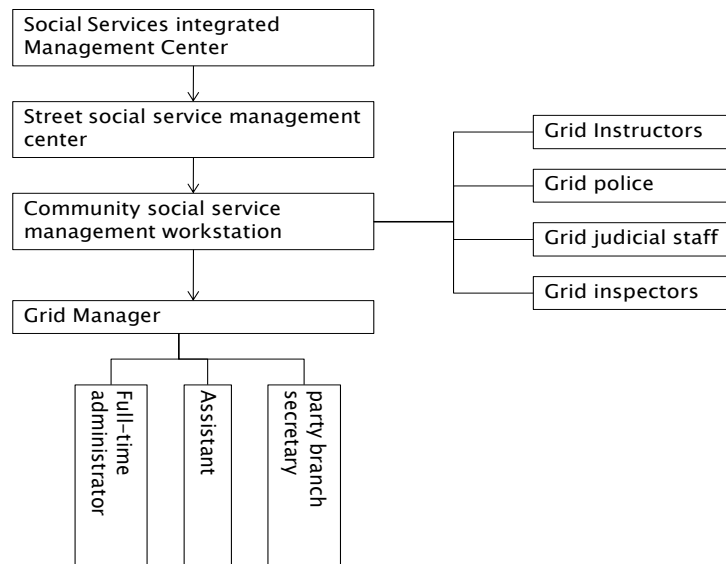 Social Services integrated
Management Center
Street social service management
center
Community social service
management workstation
Grid Manager
Grid Instructors
Grid police
Grid judicial staff
Grid inspectors
Full-time
administrator
Assistant
party branch
secretary